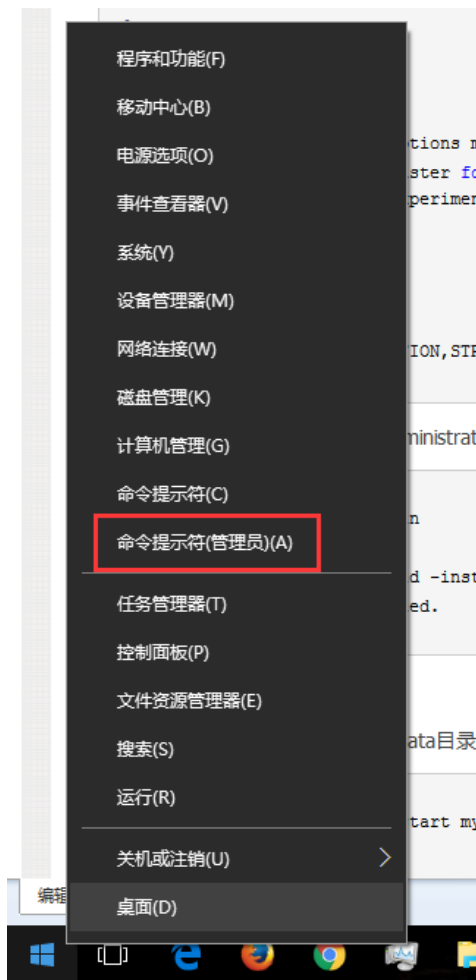 程序和功能(F)
移动中心(B)
电源选项(O)
事件查看器(V)
系统(Y)
设备管理器(M)
网络连接(W)
磁盘管理(K)
计算机管理(G)
命令提示符(C)
命令提示符(管理员)(A)
任务管理器(T)
控制面板(P)
文件资源管理器(E)
搜索(S)
运行(R)
关机或注销(U)
桌面(D)
tions
ster
perimen
ION,STR
ministrat
n
d -inst
ed.
ata目录
tart my
编辑